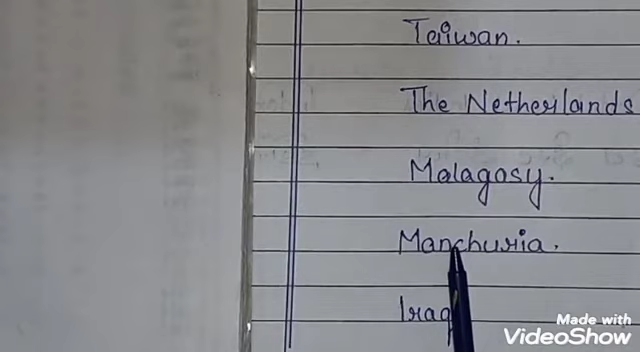 Taiwan.
The Netherlands
Malagasy.
Manchuria.
Iraq
Made with
VideoShow